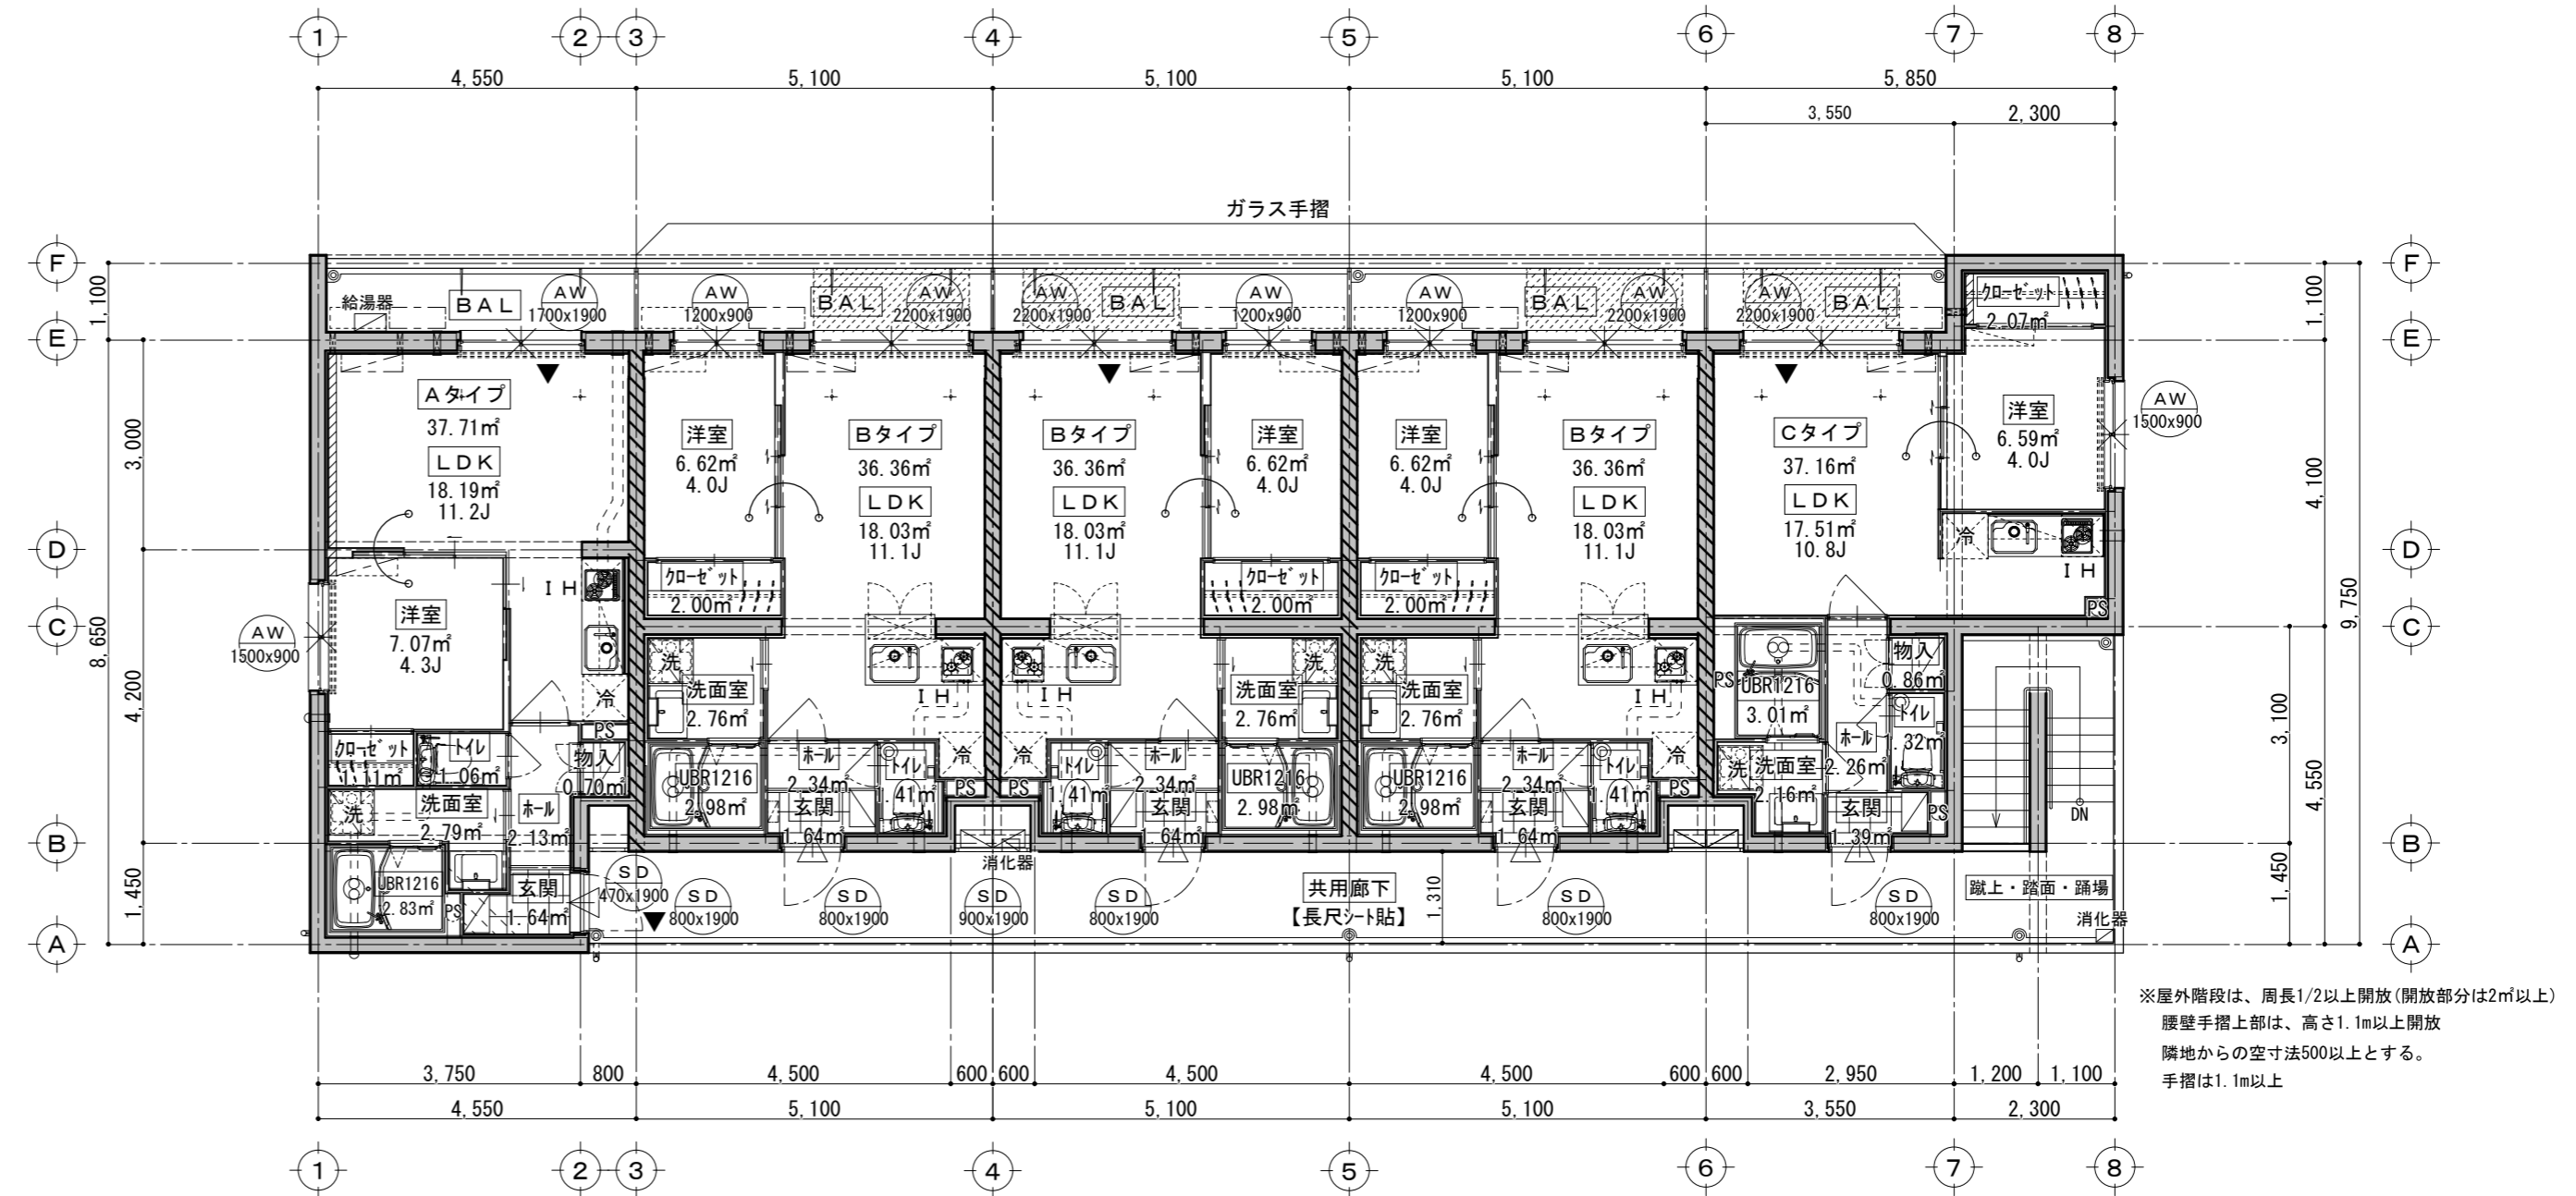 1 2 3 4 5 6 7 8
4,550 5,100 5,100 5,100 5,850
3,550 2,300
ガラス手摺
F F
1,100 1,100
給湯器 BAL AW 1700x1900
AW 1200x900
BAL AW 2200x1900
AW 2200x1900 BAL
AW 1200x900
AW 1200x900
BAL AW 2200x1900
AW 2200x1900 BAL
クローゼット
2.07㎡
E E
Aタイプ
37.71㎡
LDK
18.19㎡
11.2J
洋室
6.62㎡
4.0J
Bタイプ
36.36㎡
LDK
18.03㎡
11.1J
Bタイプ
36.36㎡
LDK
18.03㎡
11.1J
洋室
6.62㎡
4.0J
洋室
6.62㎡
4.0J
Bタイプ
36.36㎡
LDK
18.03㎡
11.1J
Cタイプ
37.16㎡
LDK
17.51㎡
10.8J
洋室
6.59㎡
4.0J
AW
1500x900
3,000
4,100
8,650
9,750
D D
IH
冷
IH
PS
クローゼット
2.00㎡
クローゼット
2.00㎡
クローゼット
2.00㎡
C C
AW
1500x900
洋室
7.07㎡
4.3J
冷
PS
洗
洗面室
2.76㎡
IH
IH
洗
洗面室
2.76㎡
洗
洗面室
2.76㎡
IH
PS
UBR1216
3.01㎡
物入
0.86㎡
トイレ
1.32㎡
ホール
2.26㎡
4,200
3,100
4,550
クローゼット
1.11㎡
トイレ
1.06㎡
物入
0.70㎡
洗
洗面室
2.79㎡
ホール
2.13㎡
UBR1216
2.98㎡
ホール
2.34㎡
玄関
1.64㎡
トイレ
1.41㎡
冷
PS
冷
PS
トイレ
1.41㎡
ホール
2.34㎡
玄関
1.64㎡
UBR1216
2.98㎡
UBR1216
2.98㎡
ホール
2.34㎡
玄関
1.64㎡
トイレ
1.41㎡
冷
PS
洗
洗面室
2.16㎡
玄関
1.39㎡
PS
DN
B B
消化器
UBR1216
2.83㎡
PS
玄関
1.64㎡
SD
470x1900
SD
800x1900
SD
800x1900
SD
900x1900
SD
800x1900
共用廊下
【長尺シート貼】
1,310
SD
800x1900
SD
800x1900
蹴上・踏面・踊場
消化器
1,450
1,450
A A
※屋外階段は、周長1/2以上開放(開放部分は2㎡以上)
腰壁手摺上部は、高さ1.1m以上開放
隣地からの空寸法500以上とする。
手摺は1.1m以上
3,750 800 4,500 600 600 4,500 4,500 600 600 2,950 1,200 1,100
4,550 5,100 5,100 5,100 3,550 2,300
1 2 3 4 5 6 7 8